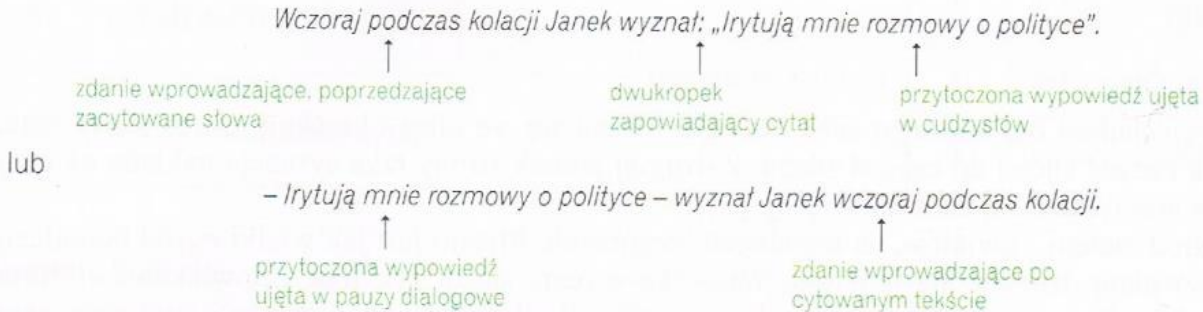 Wczoraj podczas kolacji Janek wyznał: „Irytują mnie rozmowy o polityce”.
zdanie wprowadzające, poprzedzające zacytowane słowa
dwukropek zapowiadający cytat
przytoczona wypowiedź ujęta w cudzysłów
lub
– Irytują mnie rozmowy o polityce – wyznał Janek wczoraj podczas kolacji.
przytoczona wypowiedź ujęta w pauzy dialogowe
zdanie wprowadzające po cytowanym tekście